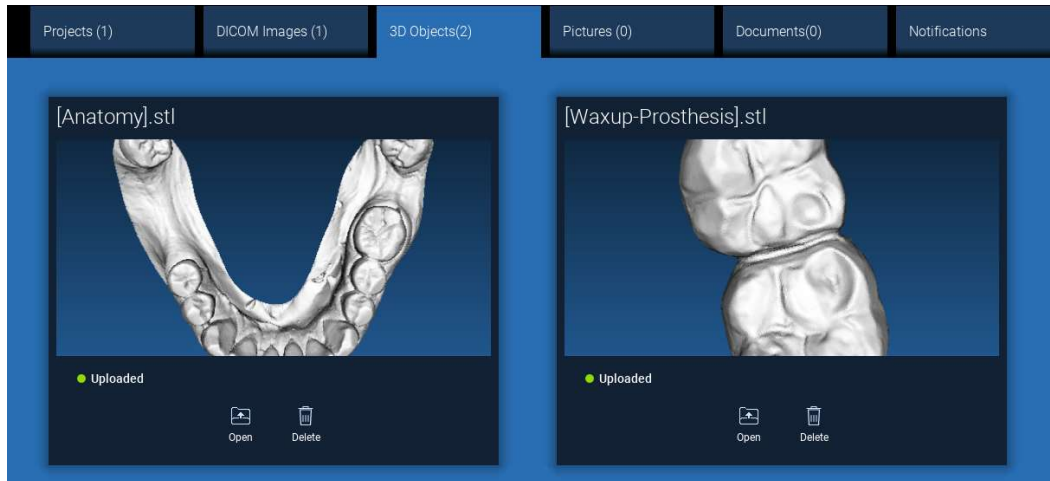 Projects (1) DICOM Images (1) 3D Objects(2) Pictures (0) Documents(0) Notifications
[Anatomy].stl
Uploaded
Open Delete
[Waxup-Prosthesis].stl
Uploaded
Open Delete